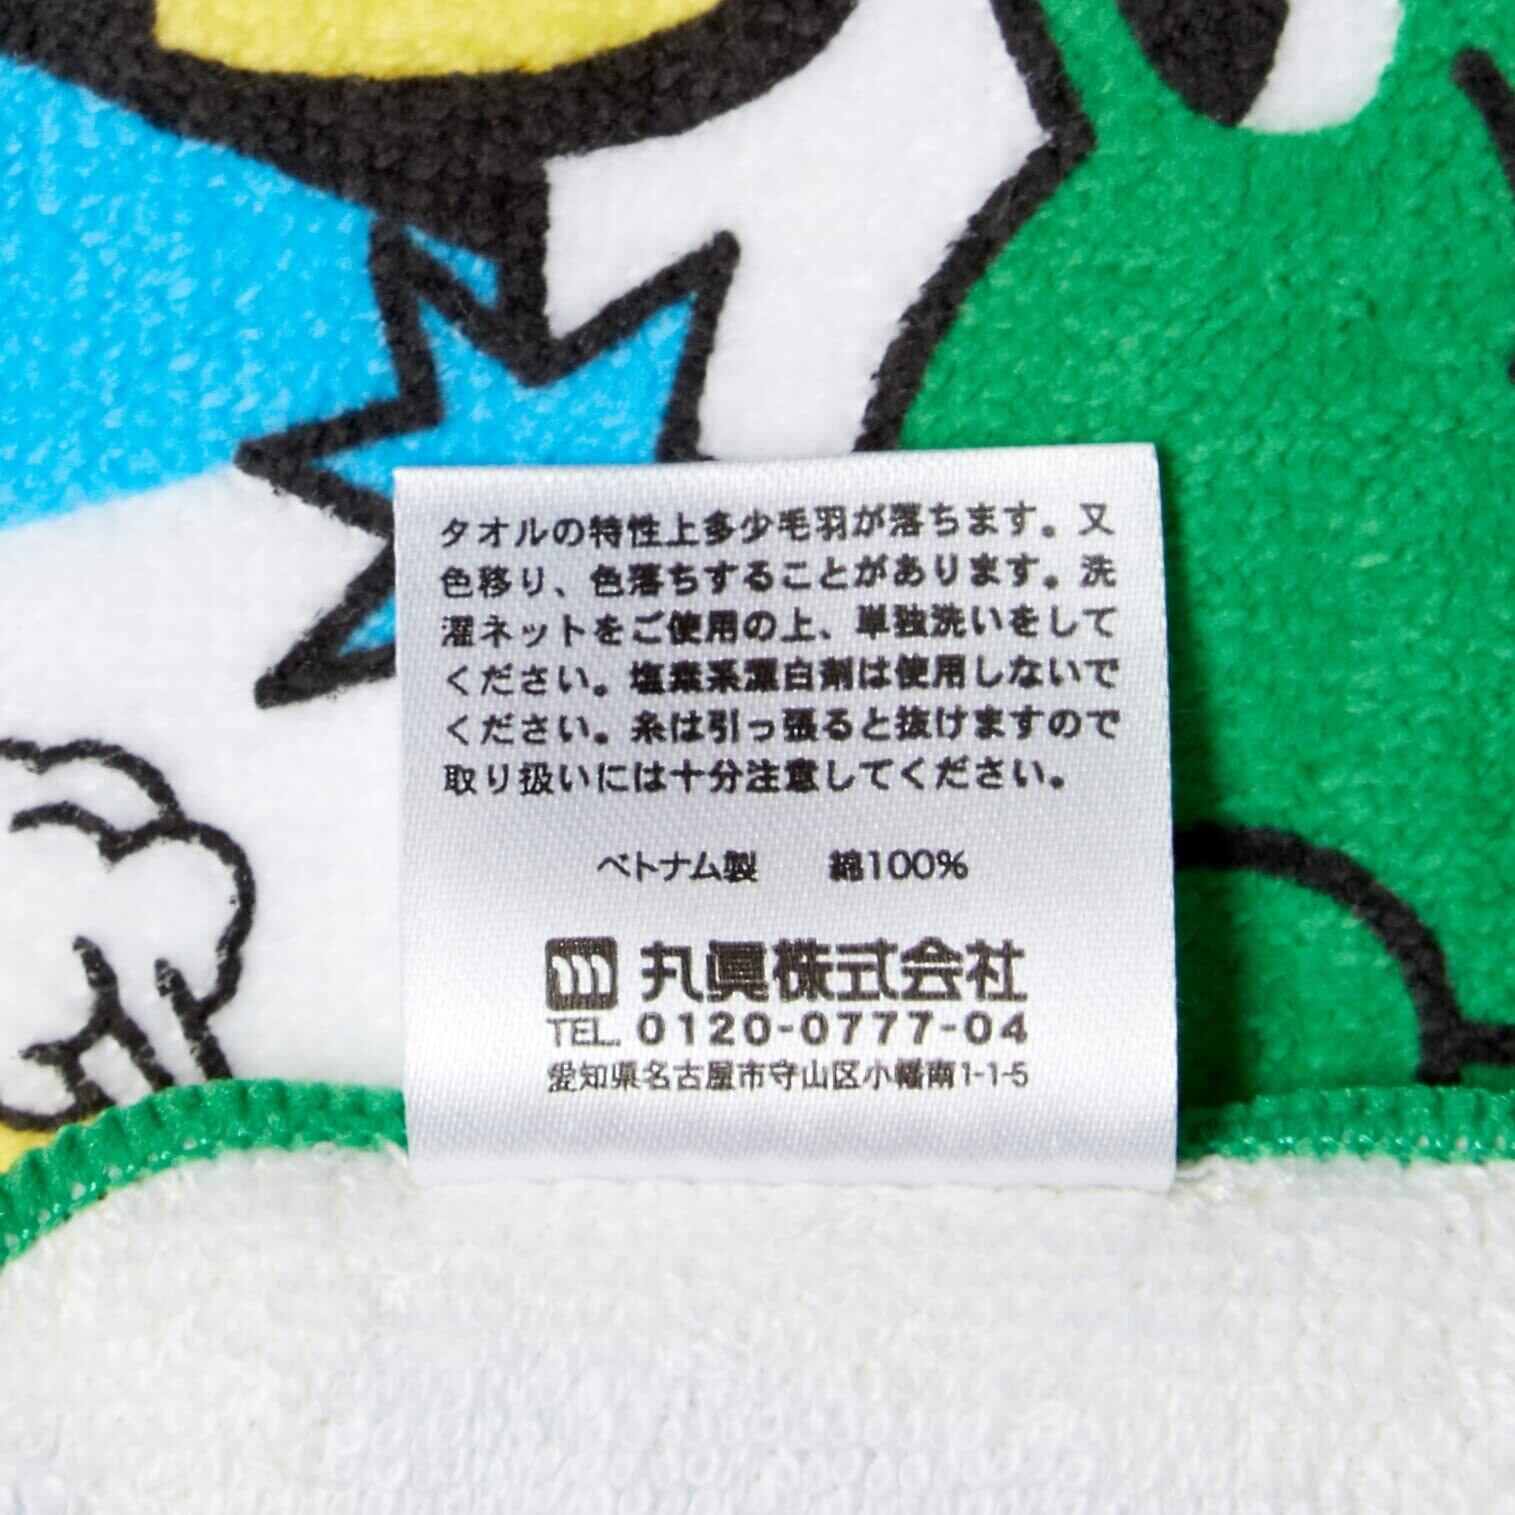 タオルの特性上多少毛羽が落ちます。又
色移り、色落ちすることがあります。洗
濯ネットをご使用の上、単独洗いをして
ください。塩素系漂白剤は使用しないで
ください。糸は引っ張ると抜けますので
取り扱いには十分注意してください。
ベトナム製 綿100%
丸眞株式会社
TEL. 0120-0777-04
愛知県名古屋市守山区小幡南1-1-5